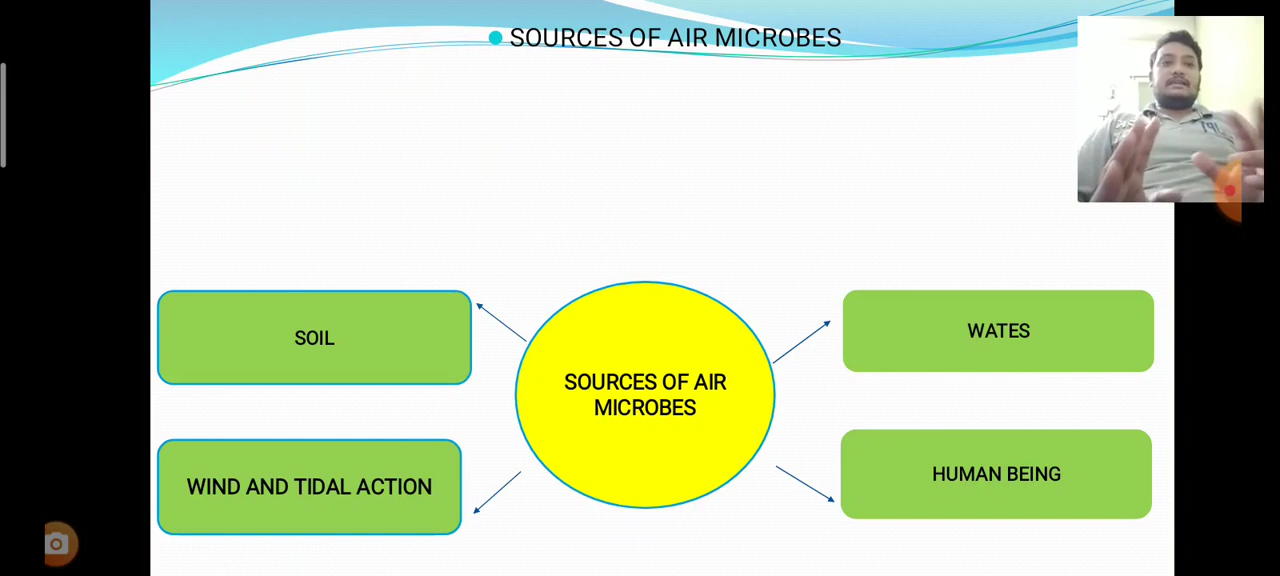 SOURCES OF AIR MICROBES
SOIL
WATES
SOURCES OF AIR
MICROBES
WIND AND TIDAL ACTION
HUMAN BEING